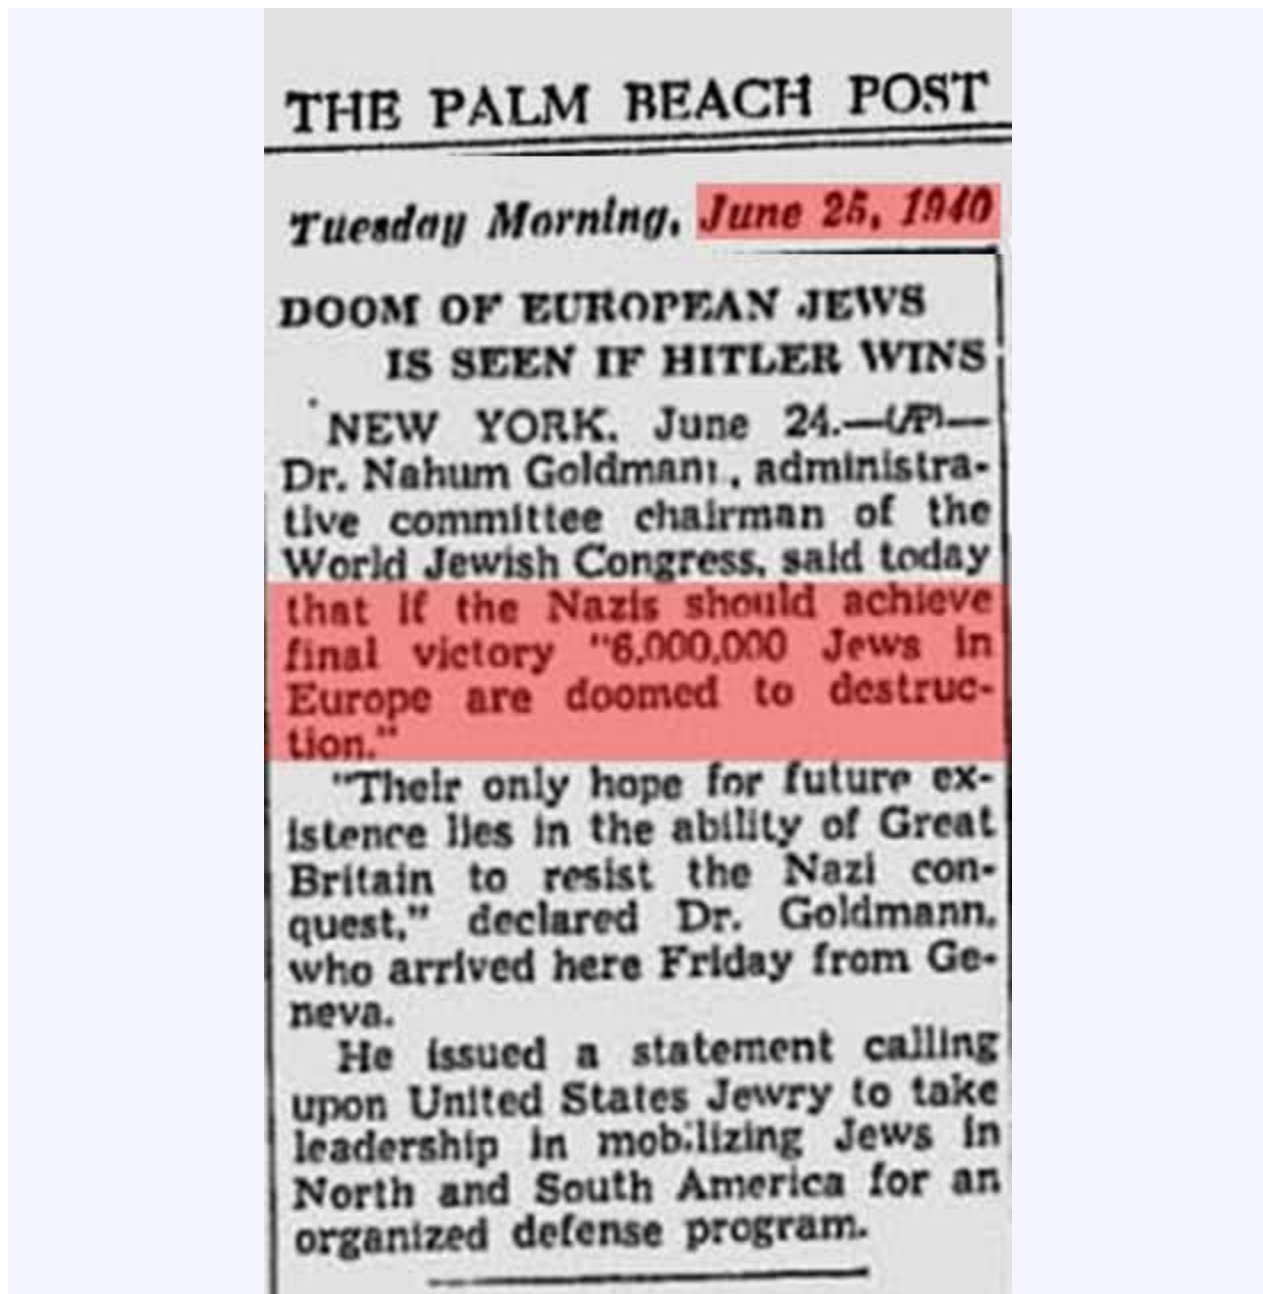 THE PALM BEACH POST
Tuesday Morning, June 25, 1940
DOOM OF EUROPEAN JEWS
IS SEEN IF HITLER WINS
NEW YORK, June 24.—(AP)—
Dr. Nahum Goldmann, administra-
tive committee chairman of the
World Jewish Congress, said today
that if the Nazis should achieve
final victory "6,000,000 Jews in
Europe are doomed to destruc-
tion."
"Their only hope for future ex-
istence lies in the ability of Great
Britain to resist the Nazi con-
quest," declared Dr. Goldmann,
who arrived here Friday from Ge-
neva.
He issued a statement calling
upon United States Jewry to take
leadership in mobilizing Jews in
North and South America for an
organized defense program.